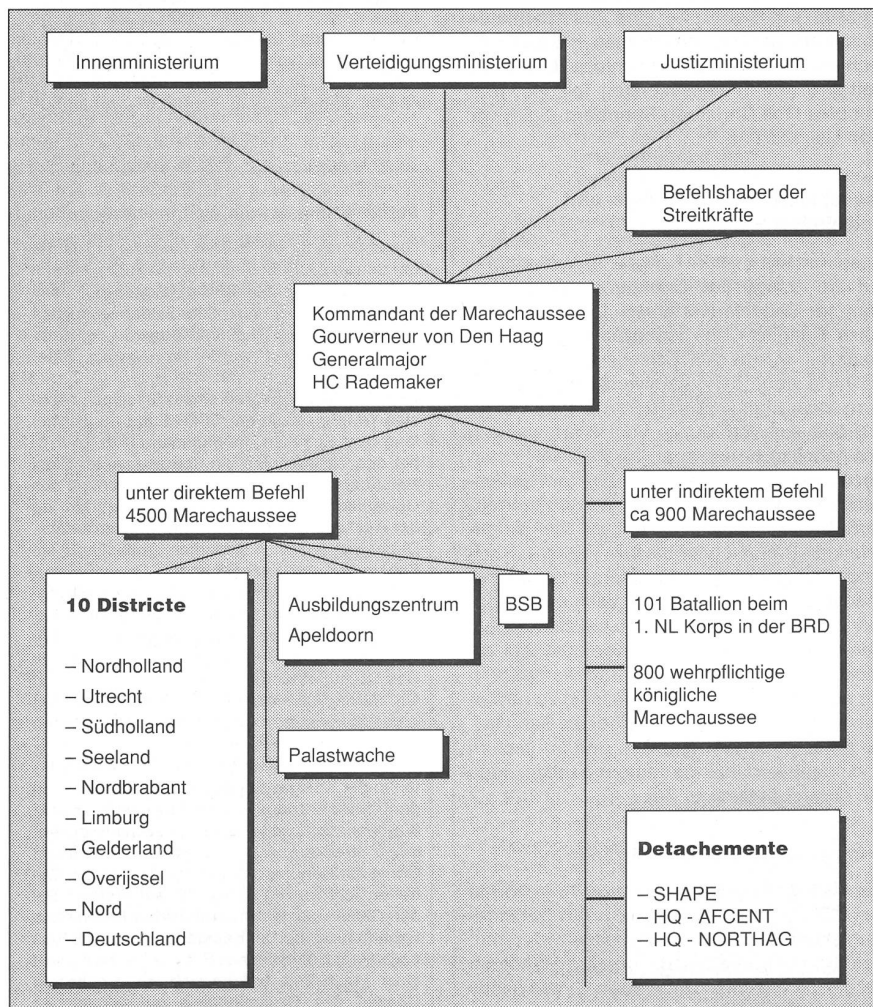 Innenministerium
Verteidigungsministerium
Justizministerium
Befehlshaber der
Streitkräfte
Kommandant der Marechaussee
Gourverneur von Den Haag
Generalmajor
HC Rademaker
unter direktem Befehl
4500 Marechaussee
unter indirektem Befehl
ca 900 Marechaussee
10 Districte
– Nordholland
– Utrecht
– Südholland
– Seeland
– Nordbrabant
– Limburg
– Gelderland
– Overijssel
– Nord
– Deutschland
Ausbildungszentrum
Apeldoorn
BSB
Palastwache
101 Batallion beim
1. NL Korps in der BRD
800 wehrpflichtige
königliche
Marechaussee
Detachemente
– SHAPE
– HQ - AFCENT
– HQ - NORTHAG